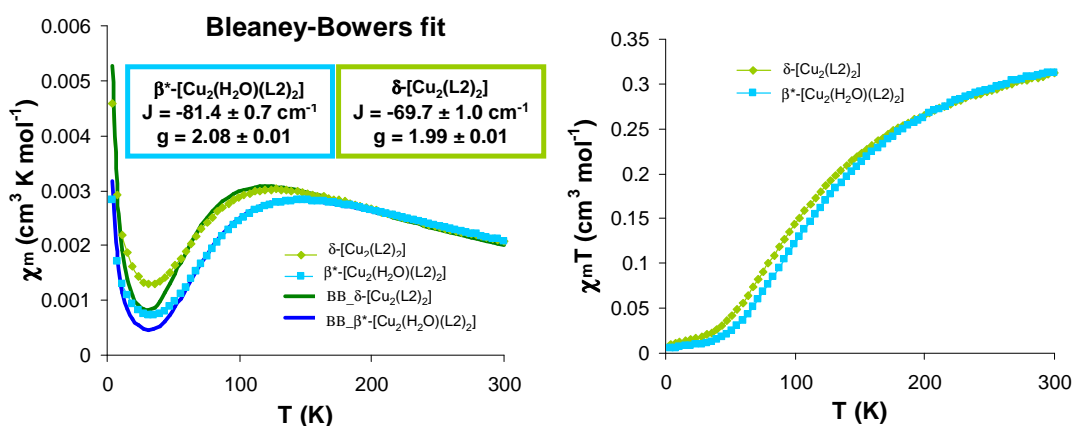 Bleaney-Bowers fit
β*-[Cu₂(H₂O)(L2)₂]
J = -81.4 ± 0.7 cm⁻¹
g = 2.08 ± 0.01
δ-[Cu₂(L2)₂]
J = -69.7 ± 1.0 cm⁻¹
g = 1.99 ± 0.01
χm (cm³ K mol⁻¹)
0.006
0.005
0.004
0.003
0.002
0.001
0
δ-[Cu₂(L2)₂]
β*-[Cu₂(H₂O)(L2)₂]
BB_δ-[Cu₂(L2)₂]
BB_β*-[Cu₂(H₂O)(L2)₂]
0 100 200 300
T (K)
χmT (cm³ mol⁻¹)
0.35
0.3
0.25
0.2
0.15
0.1
0.05
0
δ-[Cu₂(L2)₂]
β*-[Cu₂(H₂O)(L2)₂]
0 100 200 300
T (K)